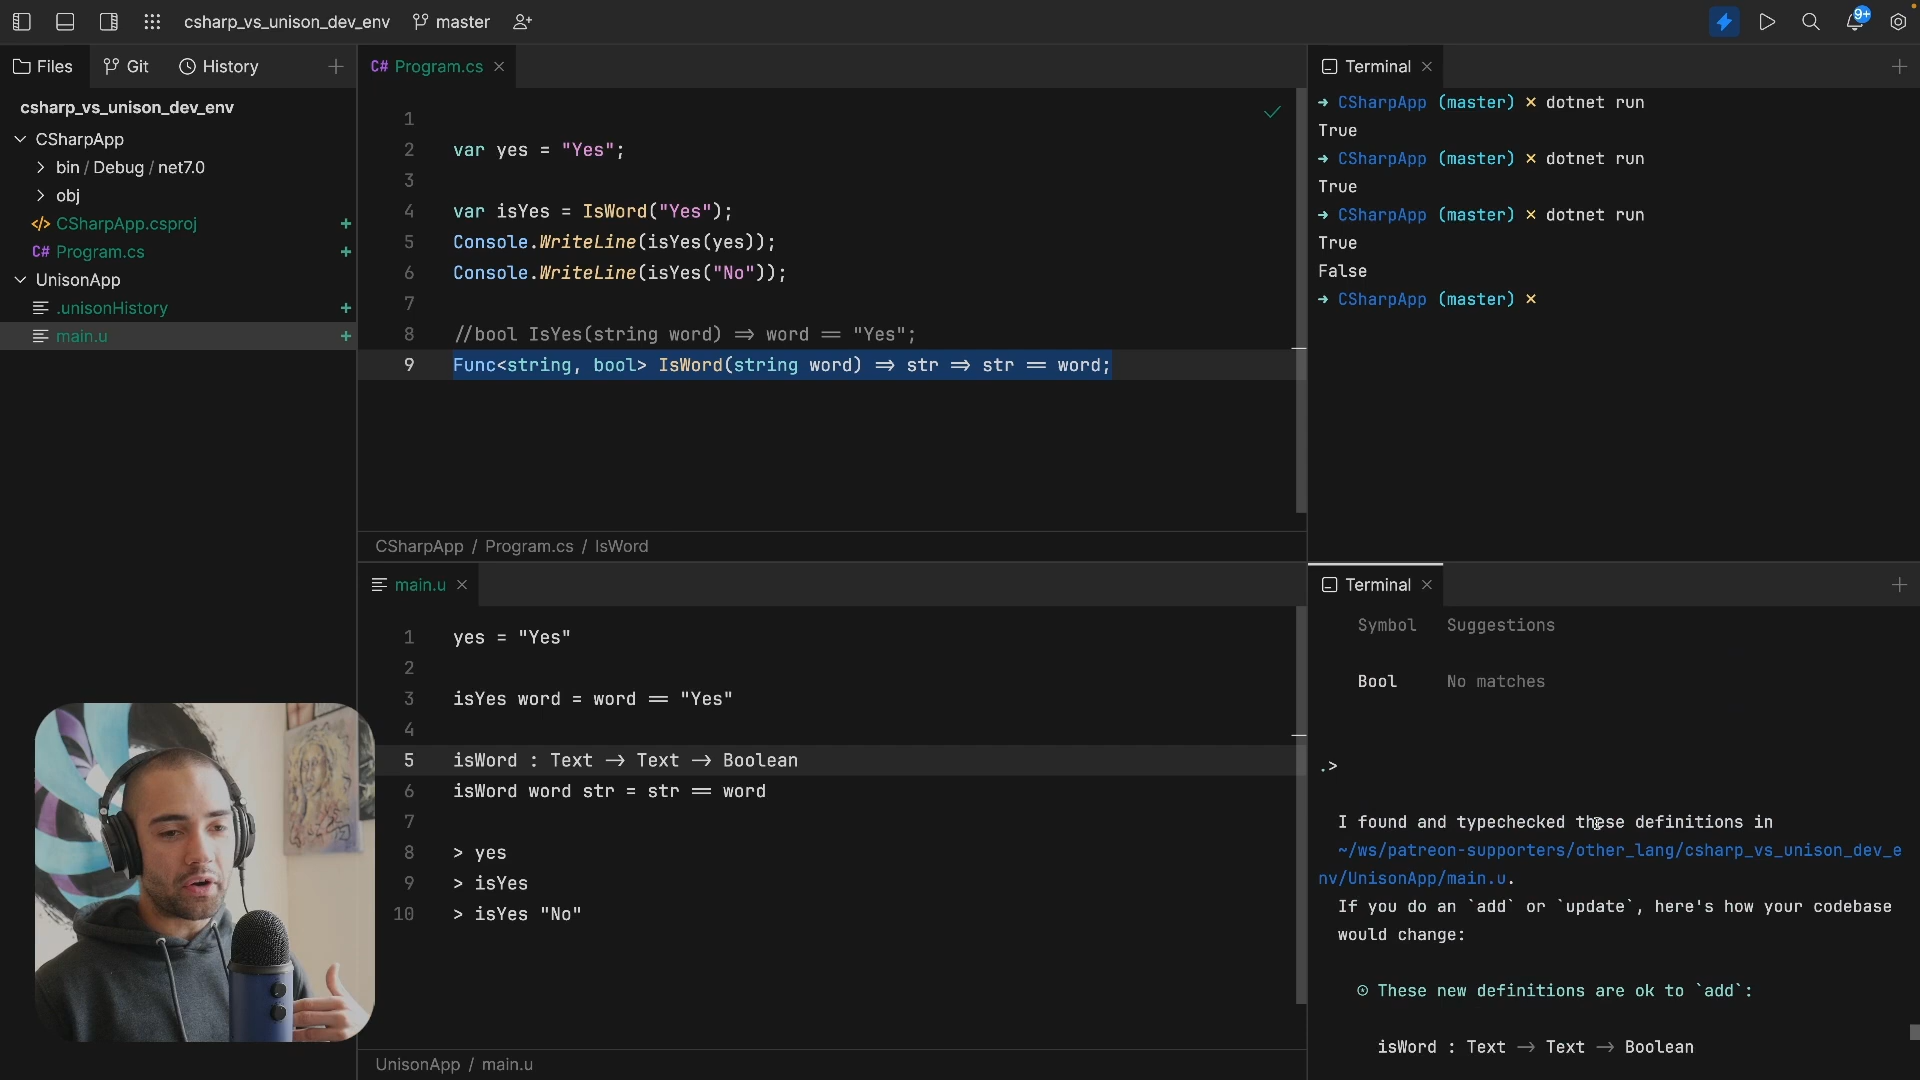 csharp_vs_unison_dev_env master
9+
Files Git History
csharp_vs_unison_dev_env
CSharpApp
bin / Debug / net7.0
obj
</> CSharpApp.csproj +
C# Program.cs +
UnisonApp
.unisonHistory +
main.u +
C# Program.cs
1
2 var yes = "Yes";
3
4 var isYes = IsWord("Yes");
5 Console.WriteLine(isYes(yes));
6 Console.WriteLine(isYes("No"));
7
8 //bool IsYes(string word) => word == "Yes";
9 Func<string, bool> IsWord(string word) => str => str == word;
CSharpApp / Program.cs / IsWord
main.u
1 yes = "Yes"
2
3 isYes word = word == "Yes"
4
5 isWord : Text -> Text -> Boolean
6 isWord word str = str == word
7
8 > yes
9 > isYes
10 > isYes "No"
UnisonApp / main.u
Terminal
➜ CSharpApp (master) ✗ dotnet run
True
➜ CSharpApp (master) ✗ dotnet run
True
➜ CSharpApp (master) ✗ dotnet run
True
False
➜ CSharpApp (master) ✗
Terminal
Symbol Suggestions
Bool No matches
.>
I found and typechecked these definitions in
~/ws/patreon-supporters/other_lang/csharp_vs_unison_dev_e
nv/UnisonApp/main.u.
If you do an `add` or `update`, here's how your codebase
would change:
⊙ These new definitions are ok to `add`:
isWord : Text -> Text -> Boolean